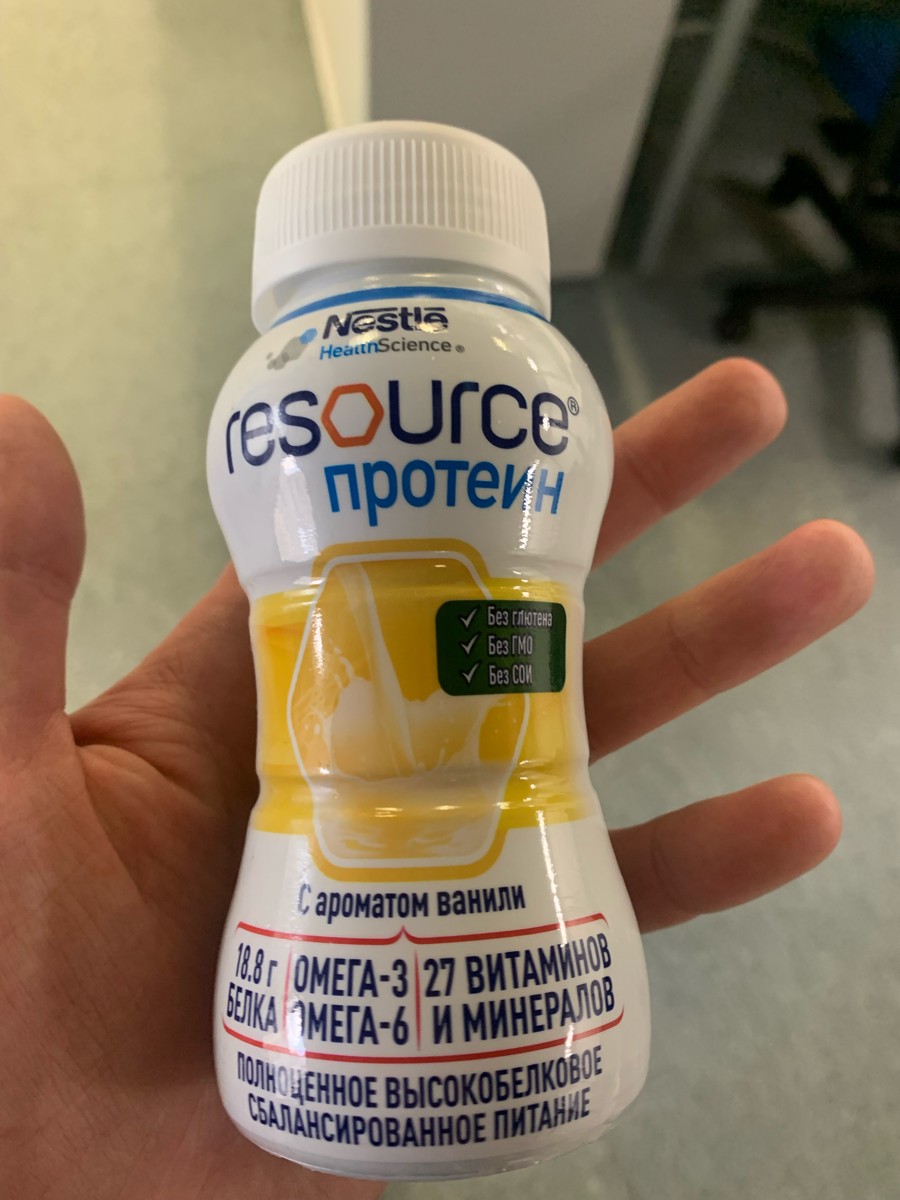 Nestlē
HealthScience®
resource®
протеин
Без глютена
Без ГМО
Без СОИ
С ароматом ванили
18.8 г
БЕЛКА
ОМЕГА-3
ОМЕГА-6
27 ВИТАМИНОВ
И МИНЕРАЛОВ
ПОЛНОЦЕННОЕ ВЫСОКОБЕЛКОВОЕ
СБАЛАНСИРОВАННОЕ ПИТАНИЕ